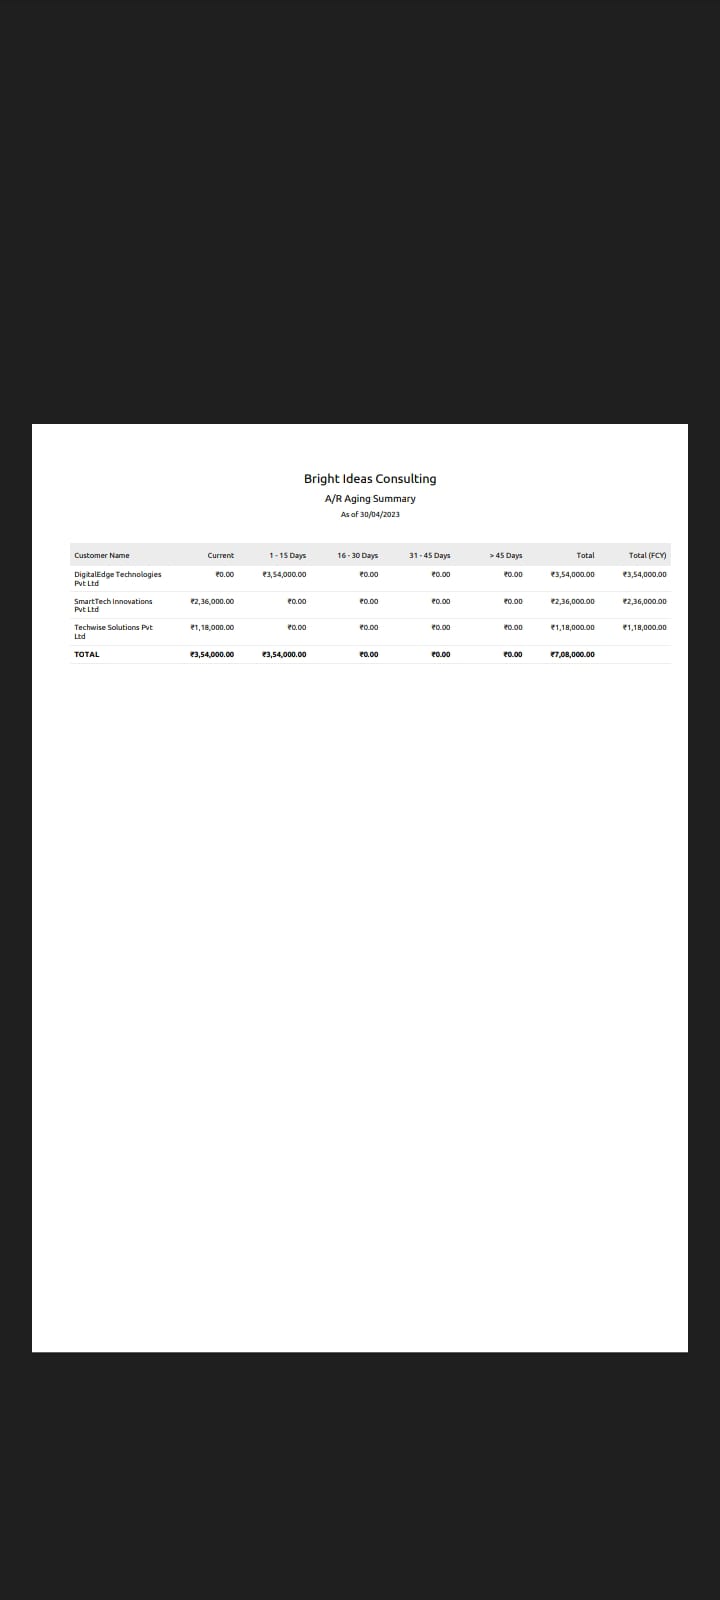 Bright Ideas Consulting
A/R Aging Summary
As of 30/04/2023
Customer Name Current 1 - 15 Days 16 - 30 Days 31 - 45 Days > 45 Days Total Total (FCY)
DigitalEdge Technologies ₹0.00 ₹3,54,000.00 ₹0.00 ₹0.00 ₹0.00 ₹3,54,000.00 ₹3,54,000.00
Pvt Ltd
SmartTech Innovations ₹2,36,000.00 ₹0.00 ₹0.00 ₹0.00 ₹0.00 ₹2,36,000.00 ₹2,36,000.00
Pvt Ltd
Techwise Solutions Pvt ₹1,18,000.00 ₹0.00 ₹0.00 ₹0.00 ₹0.00 ₹1,18,000.00 ₹1,18,000.00
Ltd
TOTAL ₹3,54,000.00 ₹3,54,000.00 ₹0.00 ₹0.00 ₹0.00 ₹7,08,000.00